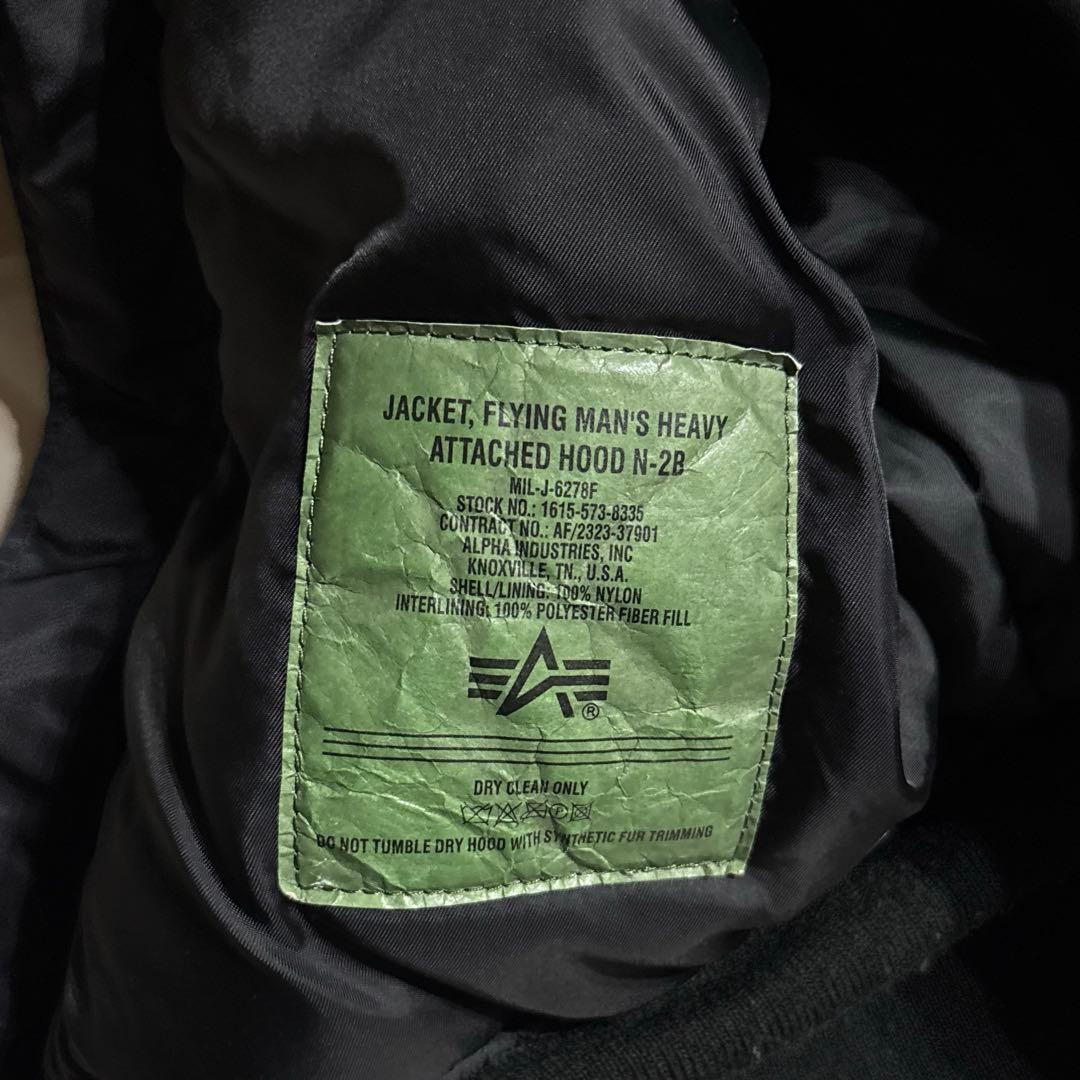 JACKET, FLYING MAN'S HEAVY
ATTACHED HOOD N-2B
MIL-J-6278F
STOCK NO.: 1615-573-8335
CONTRACT NO.: AF/2323-37901
ALPHA INDUSTRIES, INC
KNOXVILLE, TN., U.S.A.
SHELL/LINING: 100% NYLON
INTERLINING: 100% POLYESTER FIBER FILL
®
DRY CLEAN ONLY
DO NOT TUMBLE DRY HOOD WITH SYNTHETIC FUR TRIMMING